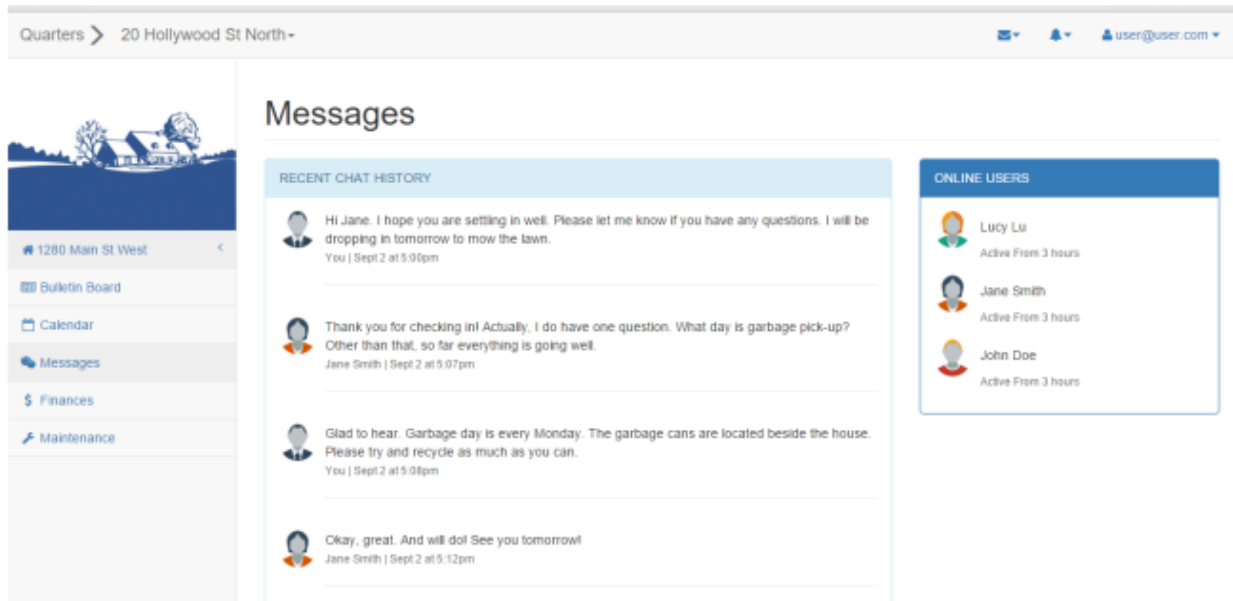 Quarters 20 Hollywood St North
user@user.com
Messages
1280 Main St West
Bulletin Board
Calendar
Messages
$ Finances
Maintenance
RECENT CHAT HISTORY
Hi Jane. I hope you are settling in well. Please let me know if you have any questions. I will be
dropping in tomorrow to mow the lawn.
You | Sept 2 at 5:00pm
Thank you for checking in! Actually, I do have one question. What day is garbage pick-up?
Other than that, so far everything is going well.
Jane Smith | Sept 2 at 5:07pm
Glad to hear. Garbage day is every Monday. The garbage cans are located beside the house.
Please try and recycle as much as you can.
You | Sept 2 at 5:08pm
Okay, great. And will do! See you tomorrow!
Jane Smith | Sept 2 at 5:12pm
ONLINE USERS
Lucy Lu
Active From 3 hours
Jane Smith
Active From 3 hours
John Doe
Active From 3 hours